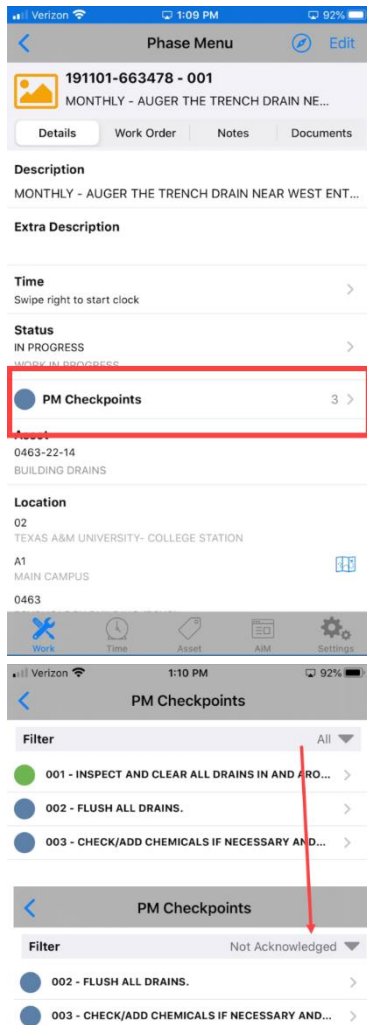 Verizon 1:09 PM 92%
Phase Menu Edit
191101-663478 - 001
MONTHLY - AUGER THE TRENCH DRAIN NE...
Details Work Order Notes Documents
Description
MONTHLY - AUGER THE TRENCH DRAIN NEAR WEST ENT...
Extra Description
Time
Swipe right to start clock
Status
IN PROGRESS
WORK IN PROGRESS
PM Checkpoints 3
Asset
0463-22-14
BUILDING DRAINS
Location
02
TEXAS A&M UNIVERSITY- COLLEGE STATION
A1
MAIN CAMPUS
0463
Work Time Asset AiM Settings
Verizon 1:10 PM 92%
PM Checkpoints
Filter All
001 - INSPECT AND CLEAR ALL DRAINS IN AND ARO...
002 - FLUSH ALL DRAINS.
003 - CHECK/ADD CHEMICALS IF NECESSARY AND...
PM Checkpoints
Filter Not Acknowledged
002 - FLUSH ALL DRAINS.
003 - CHECK/ADD CHEMICALS IF NECESSARY AND...